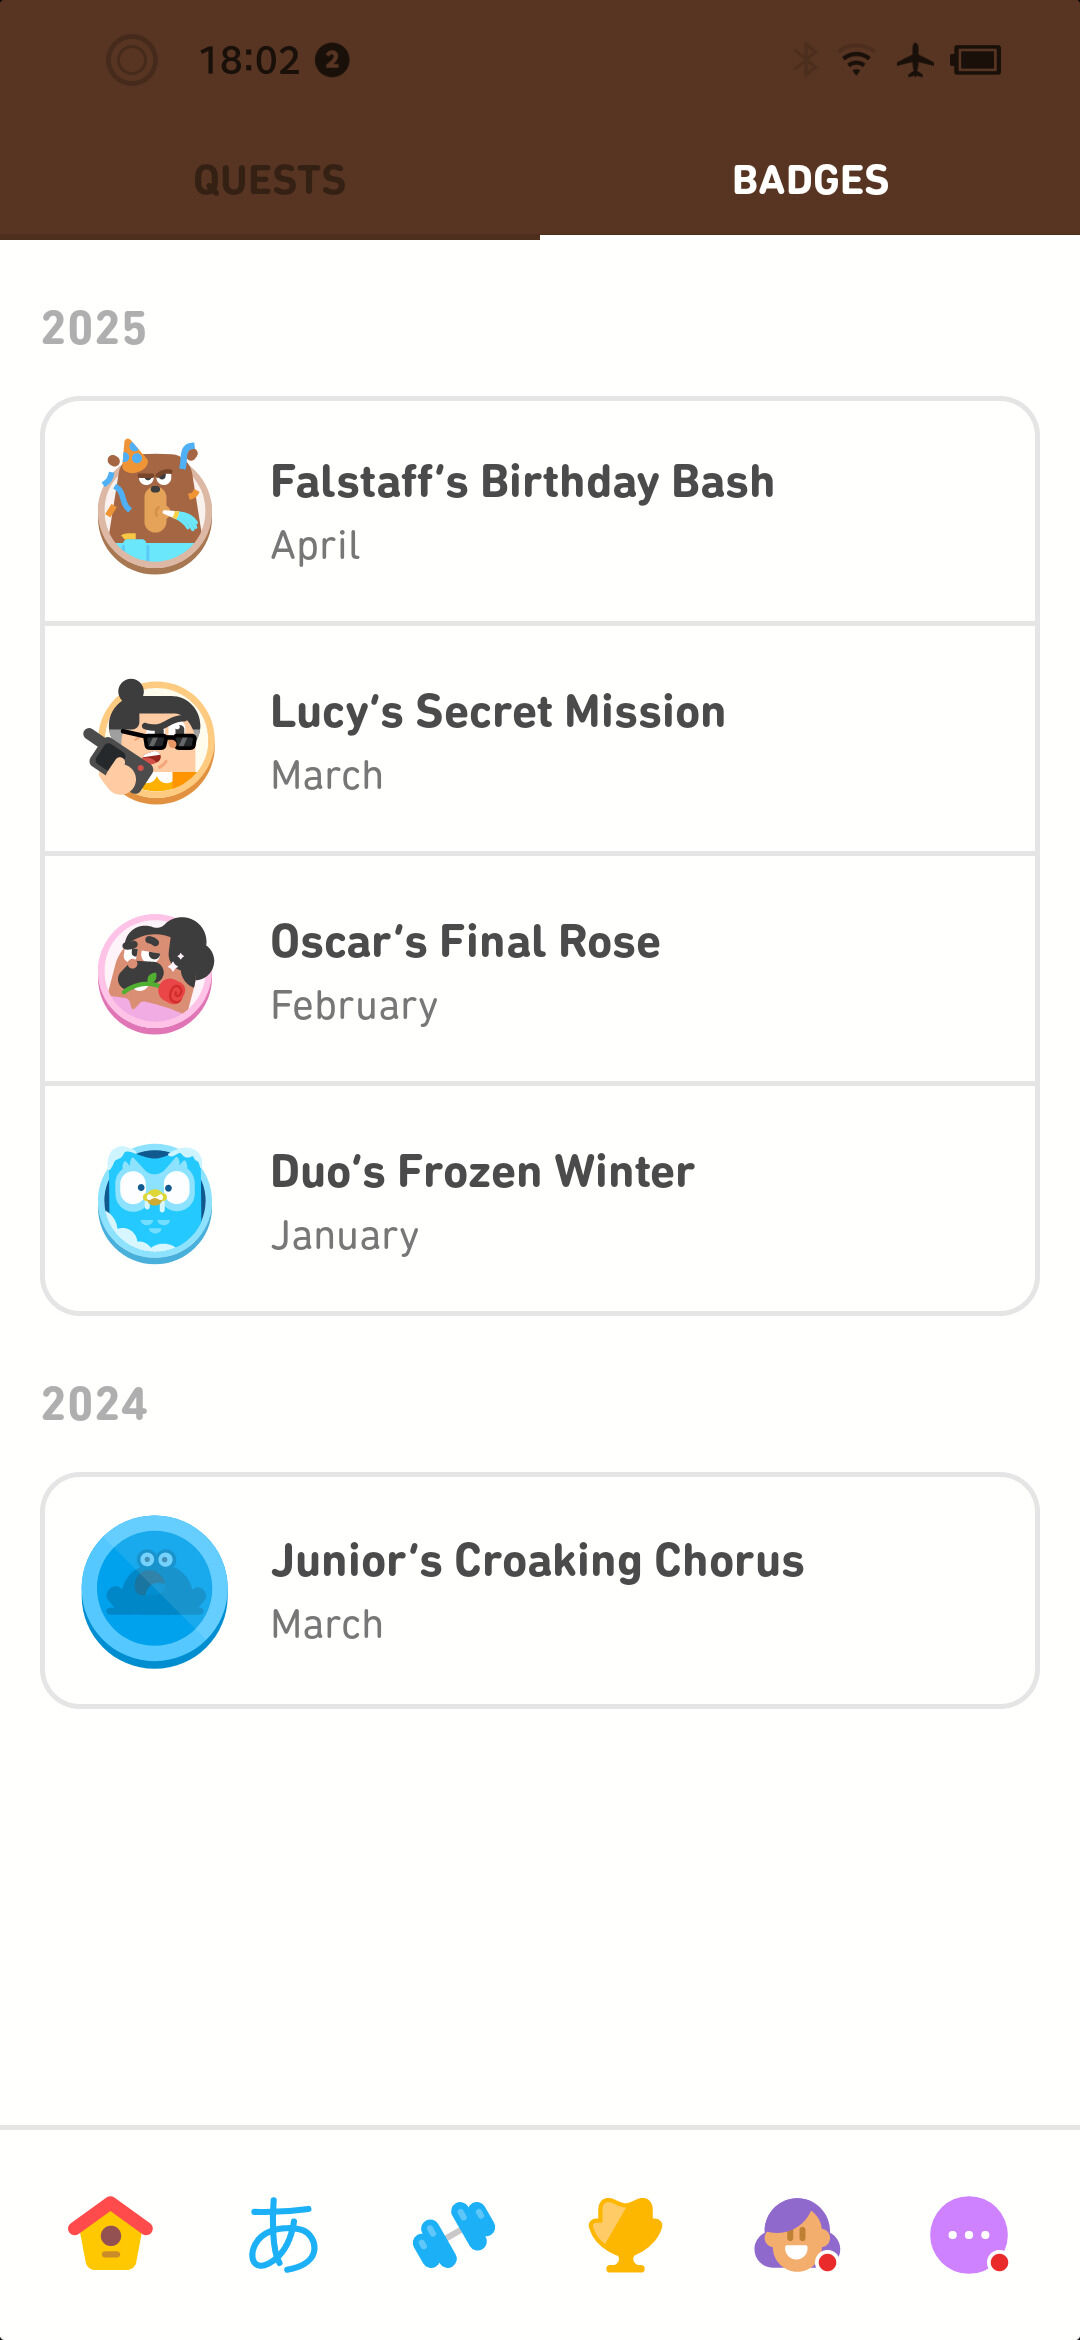 18:02 2
QUESTS
BADGES
2025
Falstaff's Birthday Bash
April
Lucy's Secret Mission
March
Oscar's Final Rose
February
Duo's Frozen Winter
January
2024
Junior's Croaking Chorus
March
あ